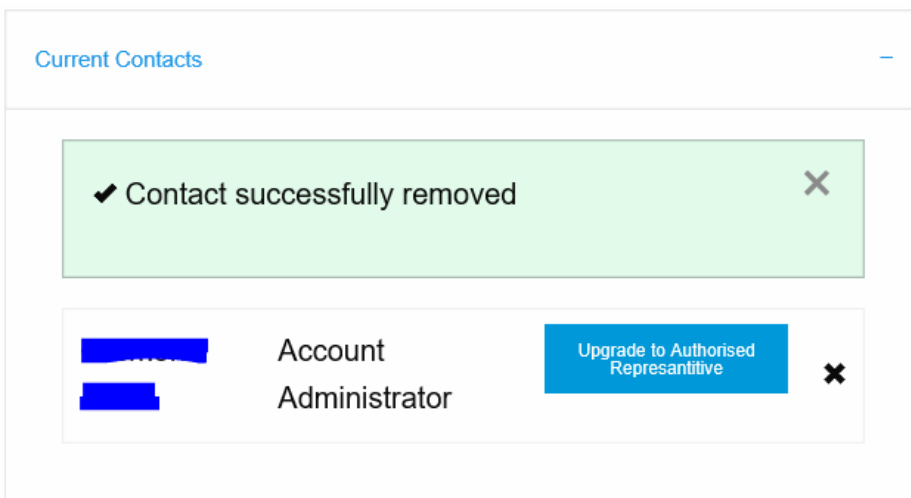 Current Contacts
Contact successfully removed
Account
Upgrade to Authorised
Represantitive
Administrator